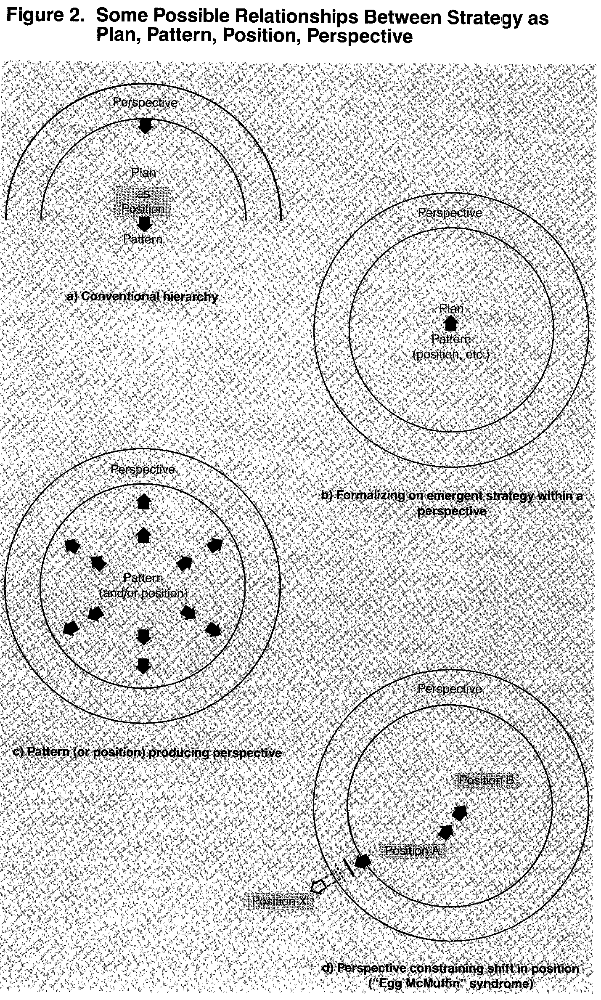 Figure 2. Some Possible Relationships Between Strategy as
Plan, Pattern, Position, Perspective
Perspective
Plan
as
Position
Pattern
a) Conventional hierarchy
Perspective
Plan
Pattern
(position, etc.)
b) Formalizing on emergent strategy within a
perspective
Perspective
Pattern
(and/or position)
c) Pattern (or position) producing perspective
Perspective
Position B
Position A
Position X
d) Perspective constraining shift in position
("Egg McMuffin" syndrome)